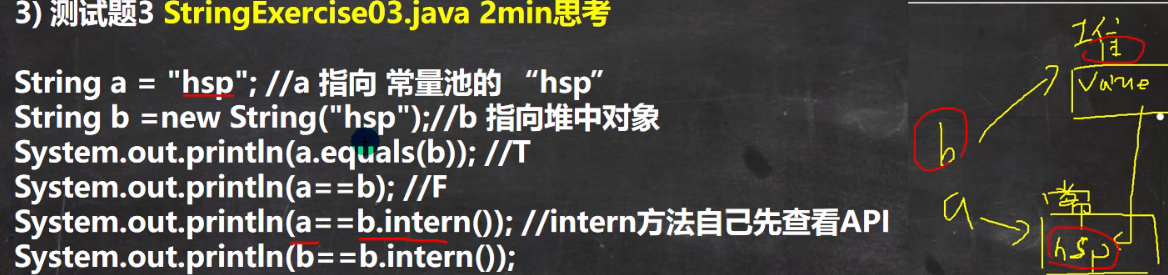 3) 测试题3 StringExercise03.java 2min思考
String a = "hsp"; //a 指向 常量池的 “hsp”
String b =new String("hsp");//b 指向堆中对象
System.out.println(a.equals(b)); //T
System.out.println(a==b); //F
System.out.println(a==b.intern()); //intern方法自己先查看API
System.out.println(b==b.intern());
value
b
a
常
hsp